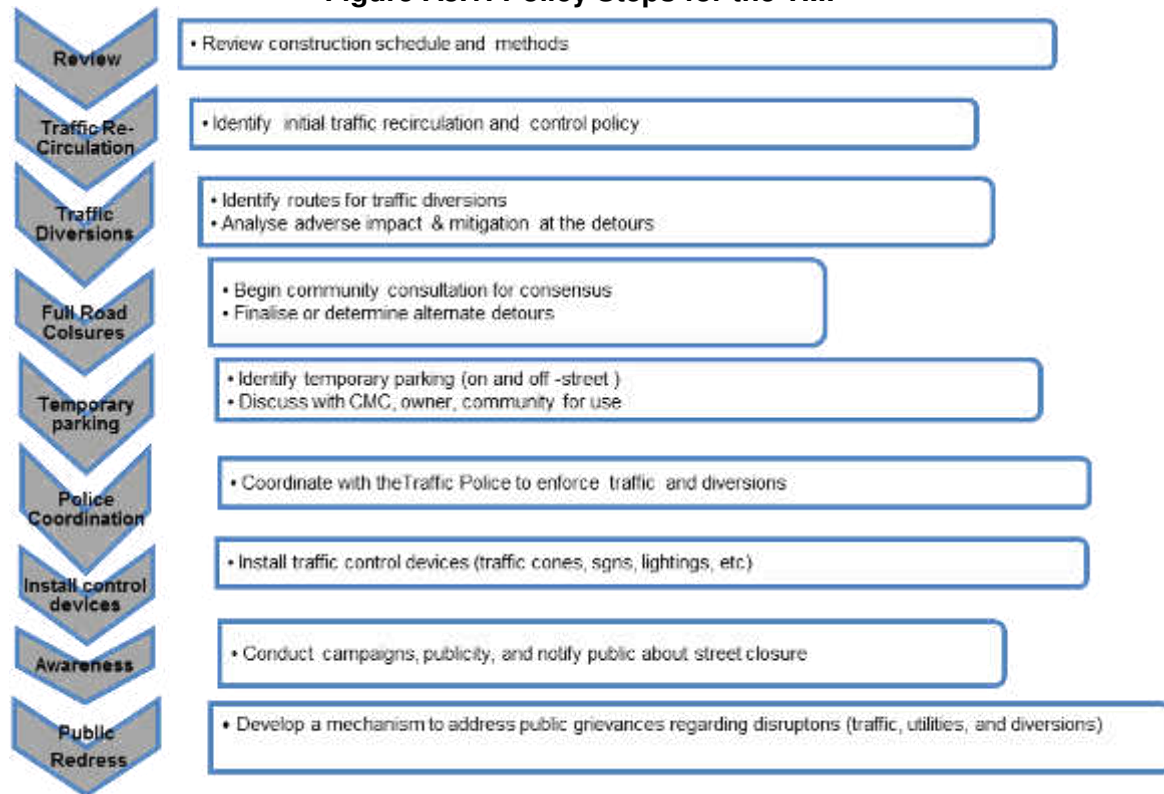 Review
• Review construction schedule and methods
Traffic Re-
Circulation
• Identify initial traffic recirculation and control policy
Traffic
Diversions
• Identify routes for traffic diversions
• Analyse adverse impact & mitigation at the detours
Full Road
Colsures
• Begin community consultation for consensus
• Finalise or determine alternate detours
Temporary
parking
• Identify temporary parking (on and off -street )
• Discuss with CMC, owner, community for use
Police
Coordination
• Coordinate with theTraffic Police to enforce traffic and diversions
Install control
devices
• Install traffic control devices (traffic cones, sgns, lightings, etc)
Awareness
• Conduct campaigns, publicity, and notify public about street closure
Public
Redress
• Develop a mechanism to address public grievances regarding disruptons (traffic, utilities, and diversions)